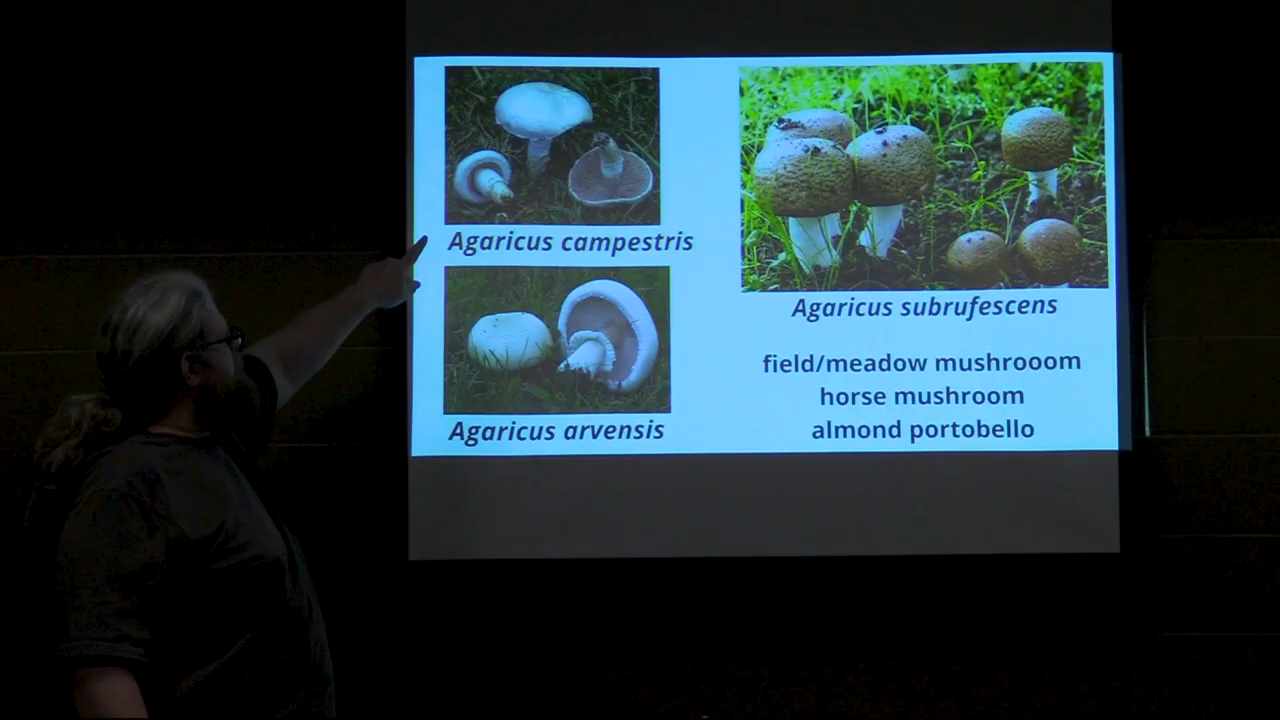 Agaricus campestris
Agaricus arvensis
Agaricus subrufescens
field/meadow mushrooom
horse mushroom
almond portobello